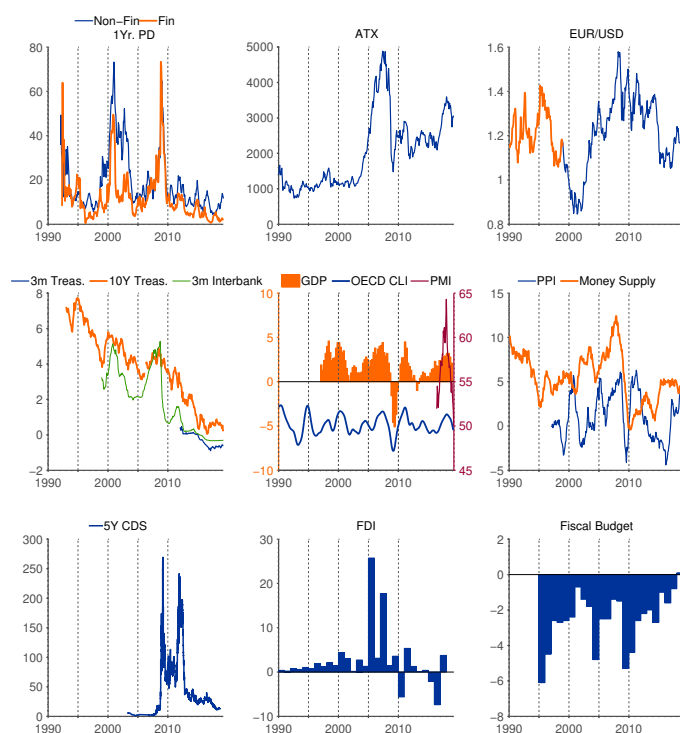 Non-Fin Fin
1Yr. PD ATX EUR/USD
80 5000 1.6
60 4000 1.4
3000
40 1.2
2000
20 1000 1
0 0 0.8
1990 2000 2010 1990 2000 2010 1990 2000 2010
3m Treas. 10Y Treas. 3m Interbank GDP OECD CLI PMI PPI Money Supply
8 10 65 15
6 5 60 10
4 0 55 5
2 −5 50 0
0
−2 −10 45 −5
1990 2000 2010 1990 2000 2010 1990 2000 2010
5Y CDS FDI Fiscal Budget
300 30 2
250 0
200 20
150 10 −2
100 −4
50 0 −6
0 −10 −8
1990 2000 2010 1990 2000 2010 1990 2000 2010